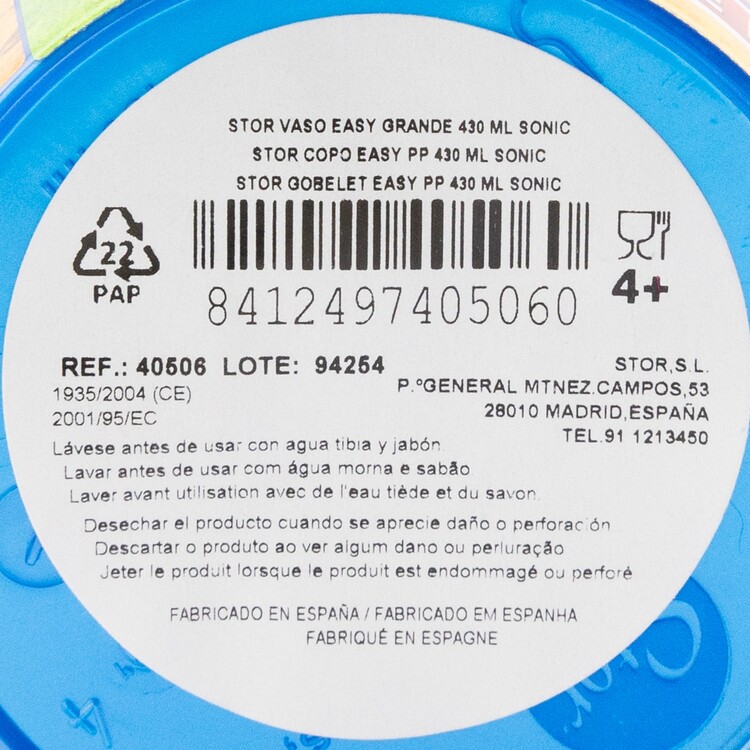 STOR VASO EASY GRANDE 430 ML SONIC
STOR COPO EASY PP 430 ML SONIC
STOR GOBELET EASY PP 430 ML SONIC
22
PAP
8412497405060
4+
REF.: 40506 LOTE: 94254
1935/2004 (CE)
2001/95/EC
STOR,S.L.
P.ºGENERAL MTNEZ.CAMPOS,53
28010 MADRID,ESPAÑA
TEL.91 1213450
Lávese antes de usar con agua tibia y jabón.
Lavar antes de usar com água morna e sabão.
Laver avant utilisation avec de l'eau tiède et du savon.
Desechar el producto cuando se aprecie daño o perforación.
Descartar o produto ao ver algum dano ou perluração
Jeter le produit lorsque le produit est endommagé ou perforé
FABRICADO EN ESPAÑA / FABRICADO EM ESPANHA
FABRIQUÉ EN ESPAGNE
Stor